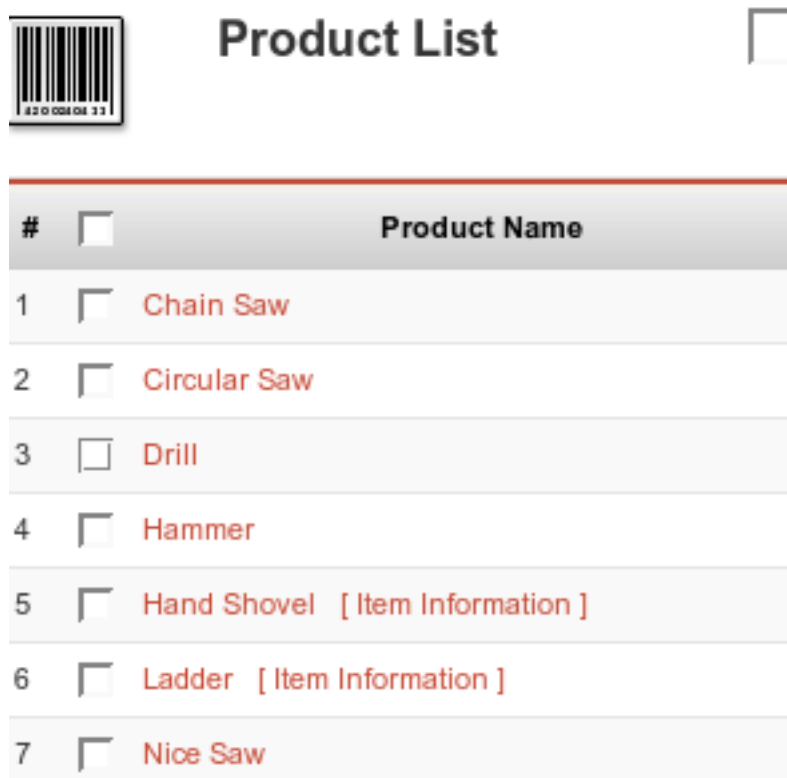 Product List
# Product Name
1 Chain Saw
2 Circular Saw
3 Drill
4 Hammer
5 Hand Shovel [ Item Information ]
6 Ladder [ Item Information ]
7 Nice Saw